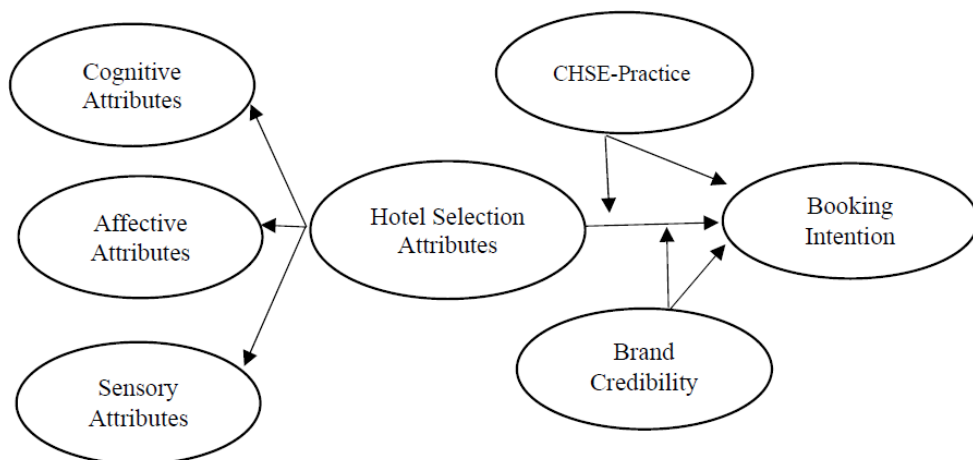 Cognitive
Attributes
CHSE-Practice
Affective
Attributes
Hotel Selection
Attributes
Booking
Intention
Sensory
Attributes
Brand
Credibility